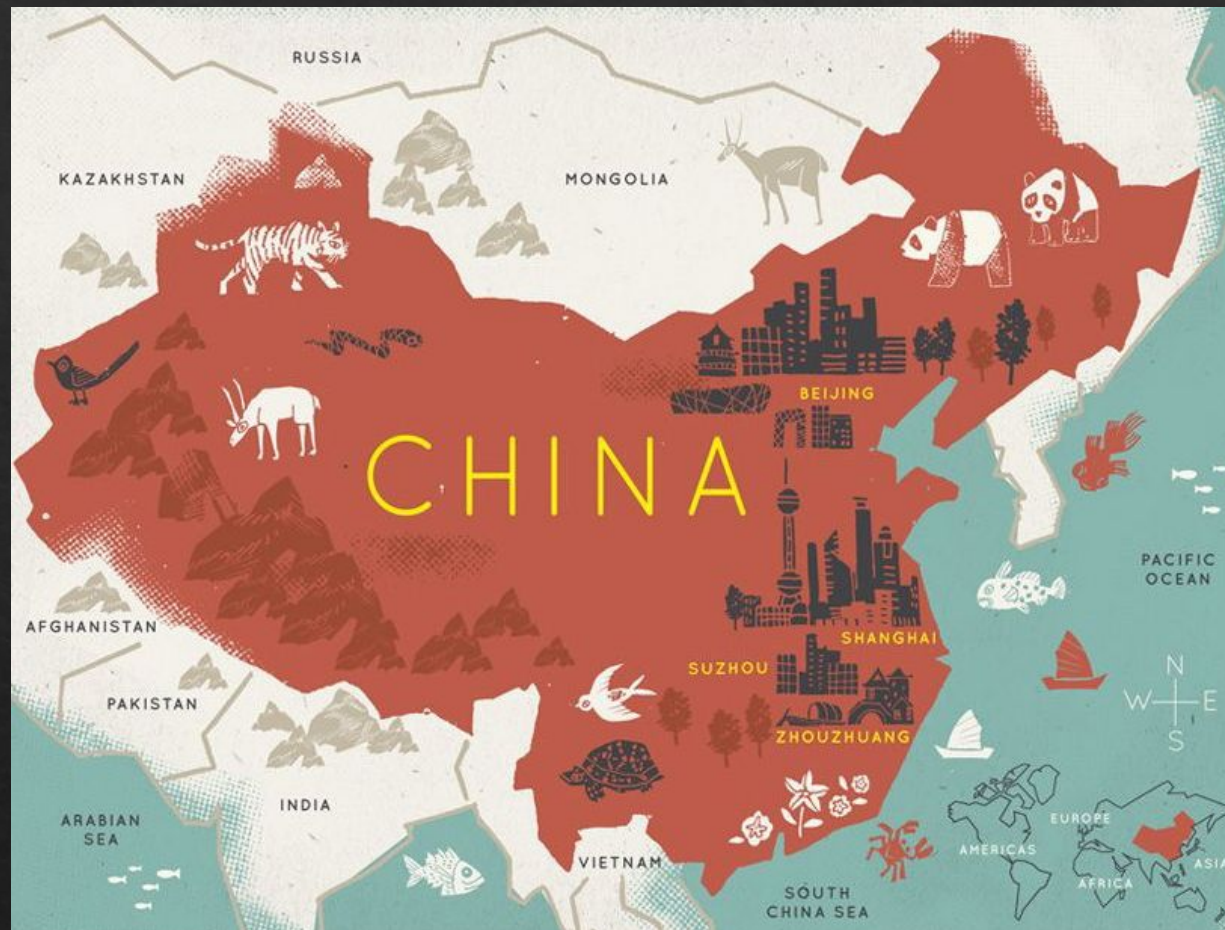 RUSSIA
KAZAKHSTAN
MONGOLIA
BEIJING
CHINA
PACIFIC
OCEAN
AFGHANISTAN
SHANGHAI
SUZHOU
N
W E
S
PAKISTAN
ZHOUZHUANG
INDIA
ARABIAN
SEA
VIETNAM
SOUTH
CHINA SEA
EUROPE
AMERICAS
ASIA
AFRICA